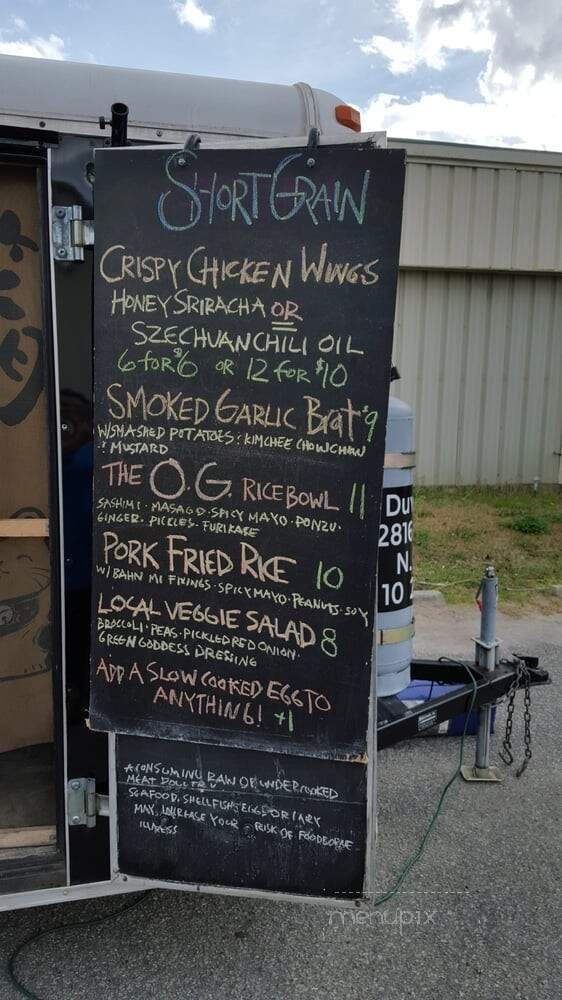 SHORT GRAIN
CRISPY CHICKEN WINGS
HONEY SRIRACHA OR
SZECHUAN CHILI OIL
6 FOR $6 OR 12 FOR $10
SMOKED GARLIC Brat $9
W/SMASHED POTATOES : KIMCHEE CHOWCHOW
: MUSTARD
THE O.G. RICE BOWL 11
SASHIMI · MASAGO · SPICY MAYO · PONZU ·
GINGER · PICKLES · FURIKAKE
PORK FRIED RICE 10
W/ BAHN MI FIXINGS · SPICY MAYO · PEANUTS · SOY
LOCAL VEGGIE SALAD 8
BROCCOLI · PEAS · PICKLED RED ONION ·
GREEN GODDESS DRESSING
ADD A SLOW COOKED EGG TO
ANYTHING! +1
CONSUMING RAW OR UNDERCOOKED
MEAT POULTRY
SEAFOOD, SHELLFISH, EGGS OR
MAY INCREASE YOUR RISK OF FOODBORNE
ILLNESS
Duv
2816
N.
10
menupix